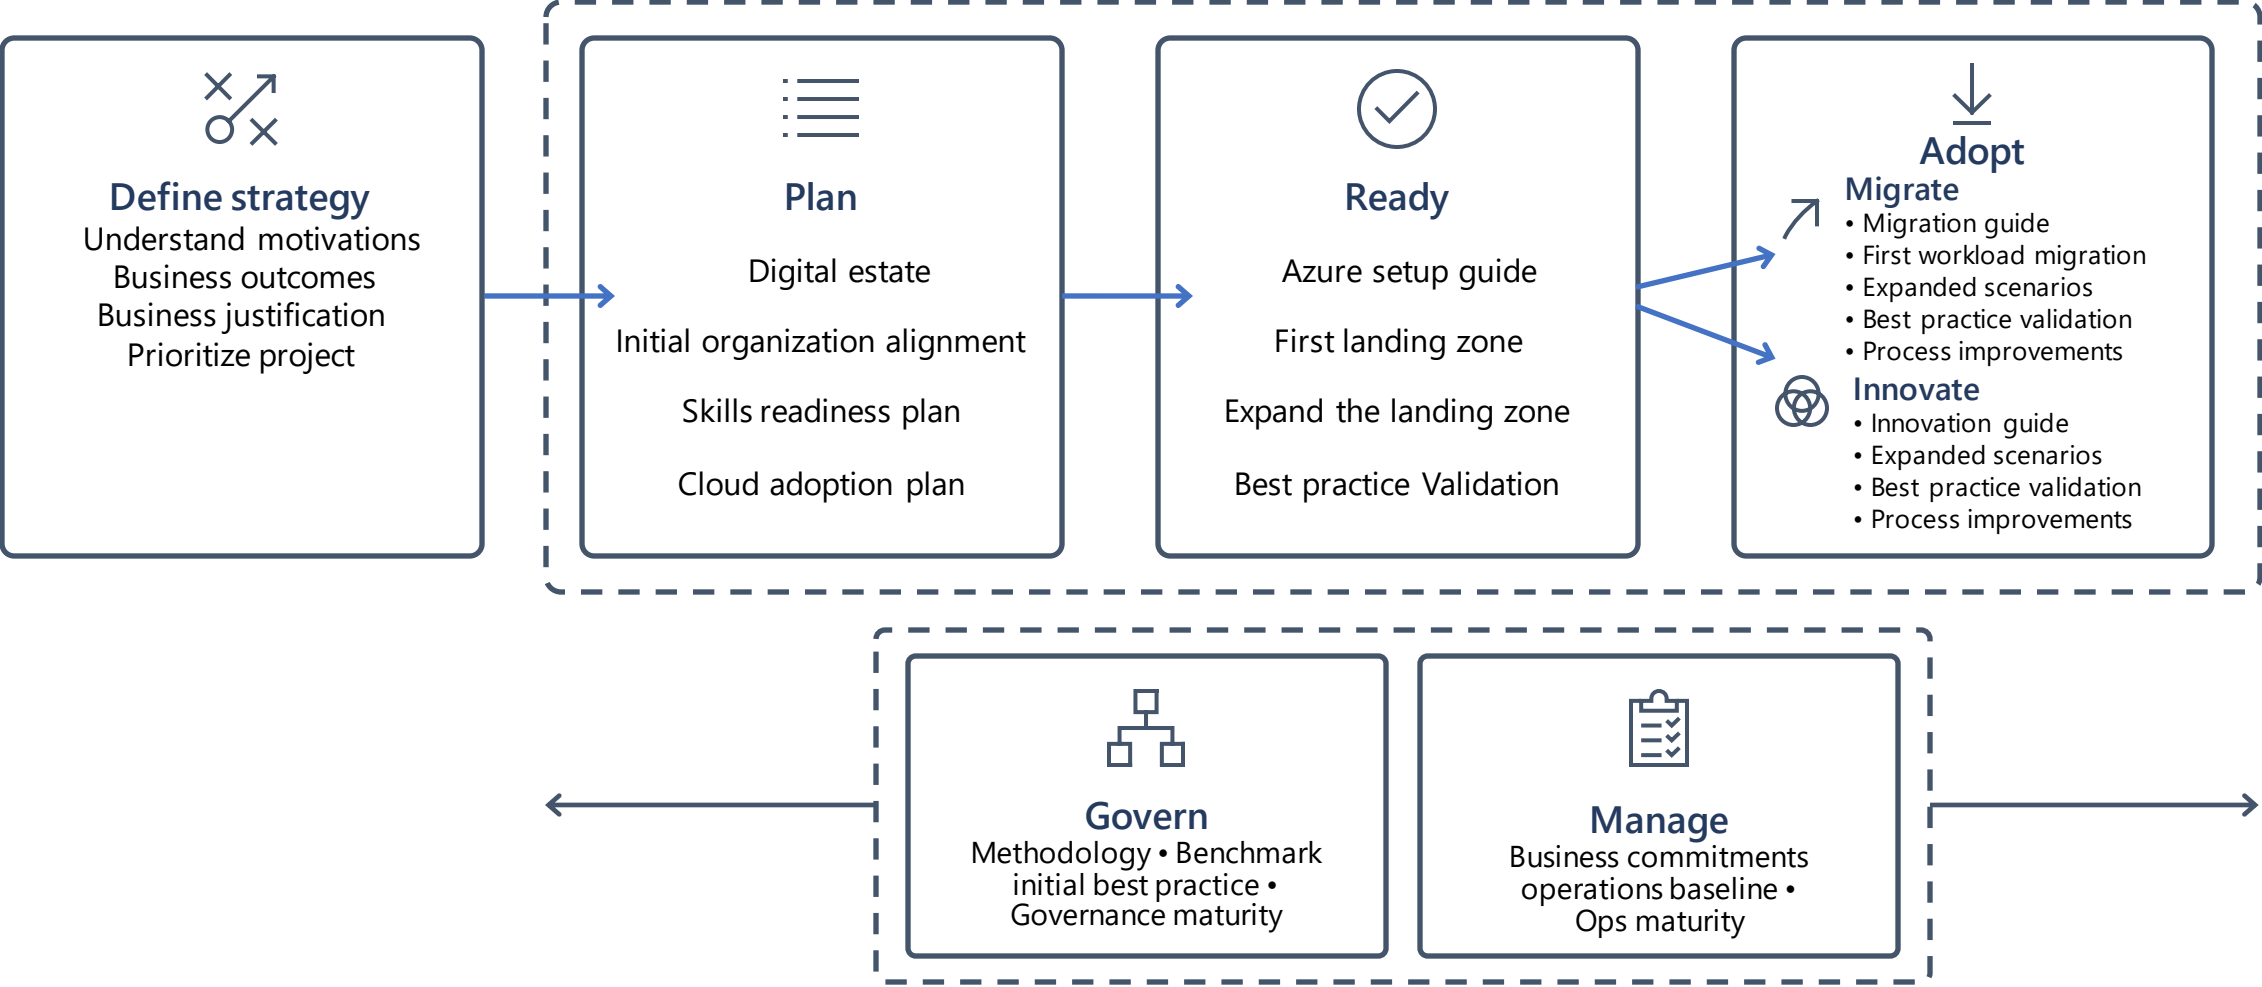 Define strategy
Understand motivations
Business outcomes
Business justification
Prioritize project
Plan
Digital estate
Initial organization alignment
Skills readiness plan
Cloud adoption plan
Ready
Azure setup guide
First landing zone
Expand the landing zone
Best practice Validation
Adopt
Migrate
• Migration guide
• First workload migration
• Expanded scenarios
• Best practice validation
• Process improvements
Innovate
• Innovation guide
• Expanded scenarios
• Best practice validation
• Process improvements
Govern
Methodology • Benchmark
initial best practice •
Governance maturity
Manage
Business commitments
operations baseline •
Ops maturity